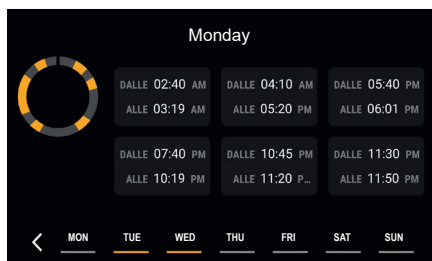 Monday
DALLE 02:40 AM DALLE 04:10 AM DALLE 05:40 PM
ALLE 03:19 AM ALLE 05:20 PM ALLE 06:01 PM
DALLE 07:40 PM DALLE 10:45 PM DALLE 11:30 PM
ALLE 10:19 PM ALLE 11:20 P... ALLE 11:50 PM
MON TUE WED THU FRI SAT SUN